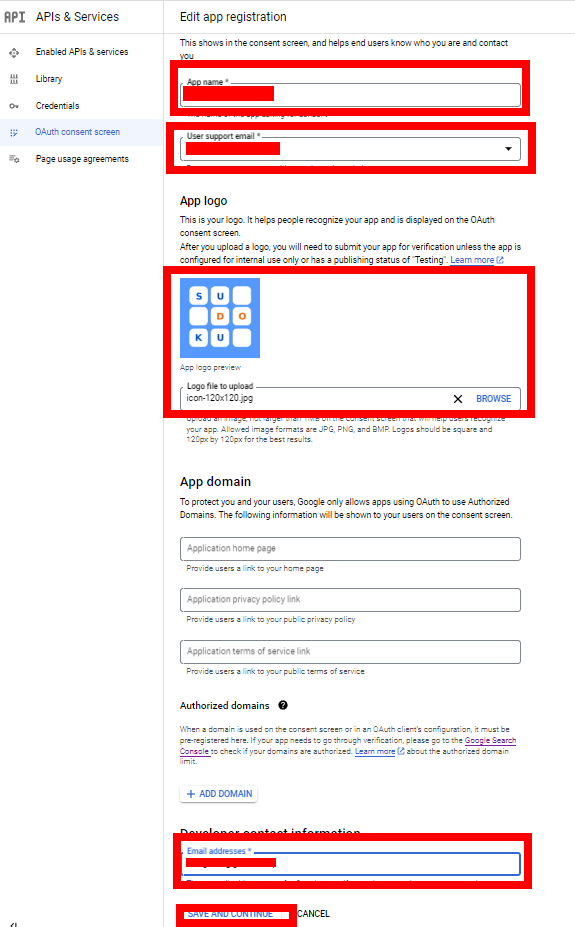 API APIs & Services
Edit app registration
Enabled APIs & services
Library
Credentials
OAuth consent screen
Page usage agreements
This shows in the consent screen, and helps end users know who you are and contact
you
App name *
User support email *
App logo
This is your logo. It helps people recognize your app and is displayed on the OAuth
consent screen.
After you upload a logo, you will need to submit your app for verification unless the app is
configured for internal use only or has a publishing status of "Testing". Learn more
S U
D O
K U
App logo preview
Logo file to upload
icon-120x120.jpg
BROWSE
Upload an image, not larger than 1MB on the consent screen that will help users recognize
your app. Allowed image formats are JPG, PNG, and BMP. Logos should be square and
120px by 120px for the best results.
App domain
To protect you and your users, Google only allows apps using OAuth to use Authorized
Domains. The following information will be shown to your users on the consent screen.
Application home page
Provide users a link to your home page
Application privacy policy link
Provide users a link to your public privacy policy
Application terms of service link
Provide users a link to your public terms of service
Authorized domains
When a domain is used on the consent screen or in an OAuth client's configuration, it must be
pre-registered here. If your app needs to go through verification, please go to the Google Search
Console to check if your domains are authorized. Learn more about the authorized domain
limit.
+ ADD DOMAIN
Developer contact information
Email addresses *
SAVE AND CONTINUE
CANCEL